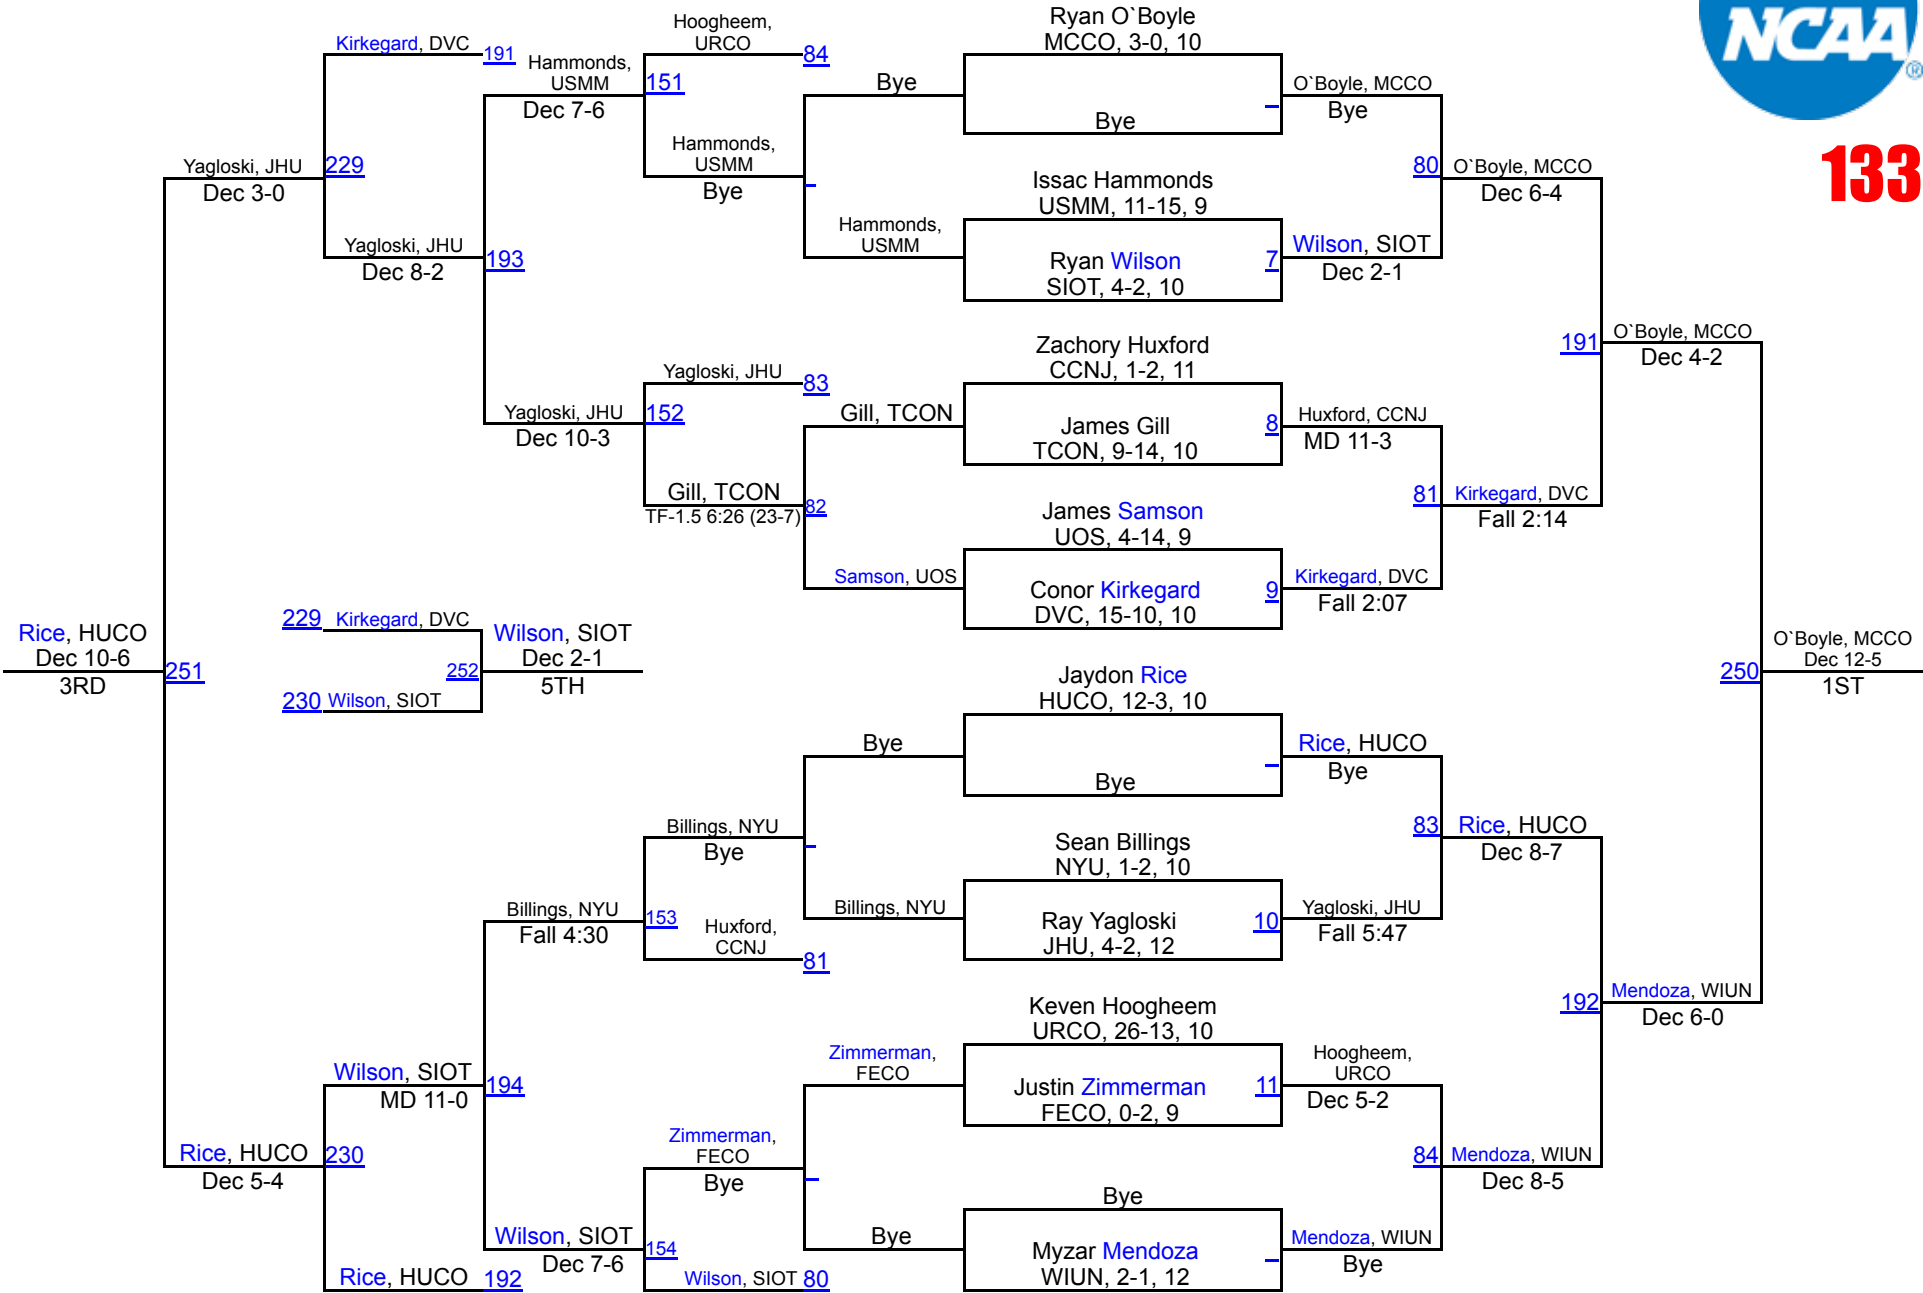 Kirkegard, DVC
191
Yagloski, JHU
Dec 3-0
229
Yagloski, JHU
Dec 8-2
193
Hammonds,
USMM
Dec 7-6
151
Hoogheem,
URCO
84
Hammonds,
USMM
Bye
Bye
Hammonds,
USMM
Yagloski, JHU
Dec 10-3
152
Yagloski, JHU
83
Gill, TCON
TF-1.5 6:26 (23-7)
82
Gill, TCON
Samson, UOS
Rice, HUCO
Dec 10-6
3RD
251
229
Kirkegard, DVC
230
Wilson, SIOT
252
Wilson, SIOT
Dec 2-1
5TH
Bye
Billings, NYU
Billings, NYU
Bye
Billings, NYU
Fall 4:30
153
Huxford,
CCNJ
81
Wilson, SIOT
MD 11-0
194
Rice, HUCO
Dec 5-4
230
Rice, HUCO
192
Wilson, SIOT
Dec 7-6
154
Zimmerman,
FECO
Bye
Wilson, SIOT
80
Zimmerman,
FECO
Bye
Ryan O`Boyle
MCCO, 3-0, 10
Bye
Issac Hammonds
USMM, 11-15, 9
Ryan Wilson
SIOT, 4-2, 10
7
Zachory Huxford
CCNJ, 1-2, 11
James Gill
TCON, 9-14, 10
8
James Samson
UOS, 4-14, 9
Conor Kirkegard
DVC, 15-10, 10
9
Jaydon Rice
HUCO, 12-3, 10
Bye
Sean Billings
NYU, 1-2, 10
Ray Yagloski
JHU, 4-2, 12
10
Keven Hoogheem
URCO, 26-13, 10
Justin Zimmerman
FECO, 0-2, 9
11
Bye
Myzar Mendoza
WIUN, 2-1, 12
O`Boyle, MCCO
Bye
Wilson, SIOT
Dec 2-1
80
O`Boyle, MCCO
Dec 6-4
Huxford, CCNJ
MD 11-3
Kirkegard, DVC
Fall 2:07
81
Kirkegard, DVC
Fall 2:14
191
O`Boyle, MCCO
Dec 4-2
Rice, HUCO
Bye
Yagloski, JHU
Fall 5:47
83
Rice, HUCO
Dec 8-7
Hoogheem,
URCO
Dec 5-2
Mendoza, WIUN
Bye
84
Mendoza, WIUN
Dec 8-5
192
Mendoza, WIUN
Dec 6-0
250
O`Boyle, MCCO
Dec 12-5
1ST
NCAA
®
133